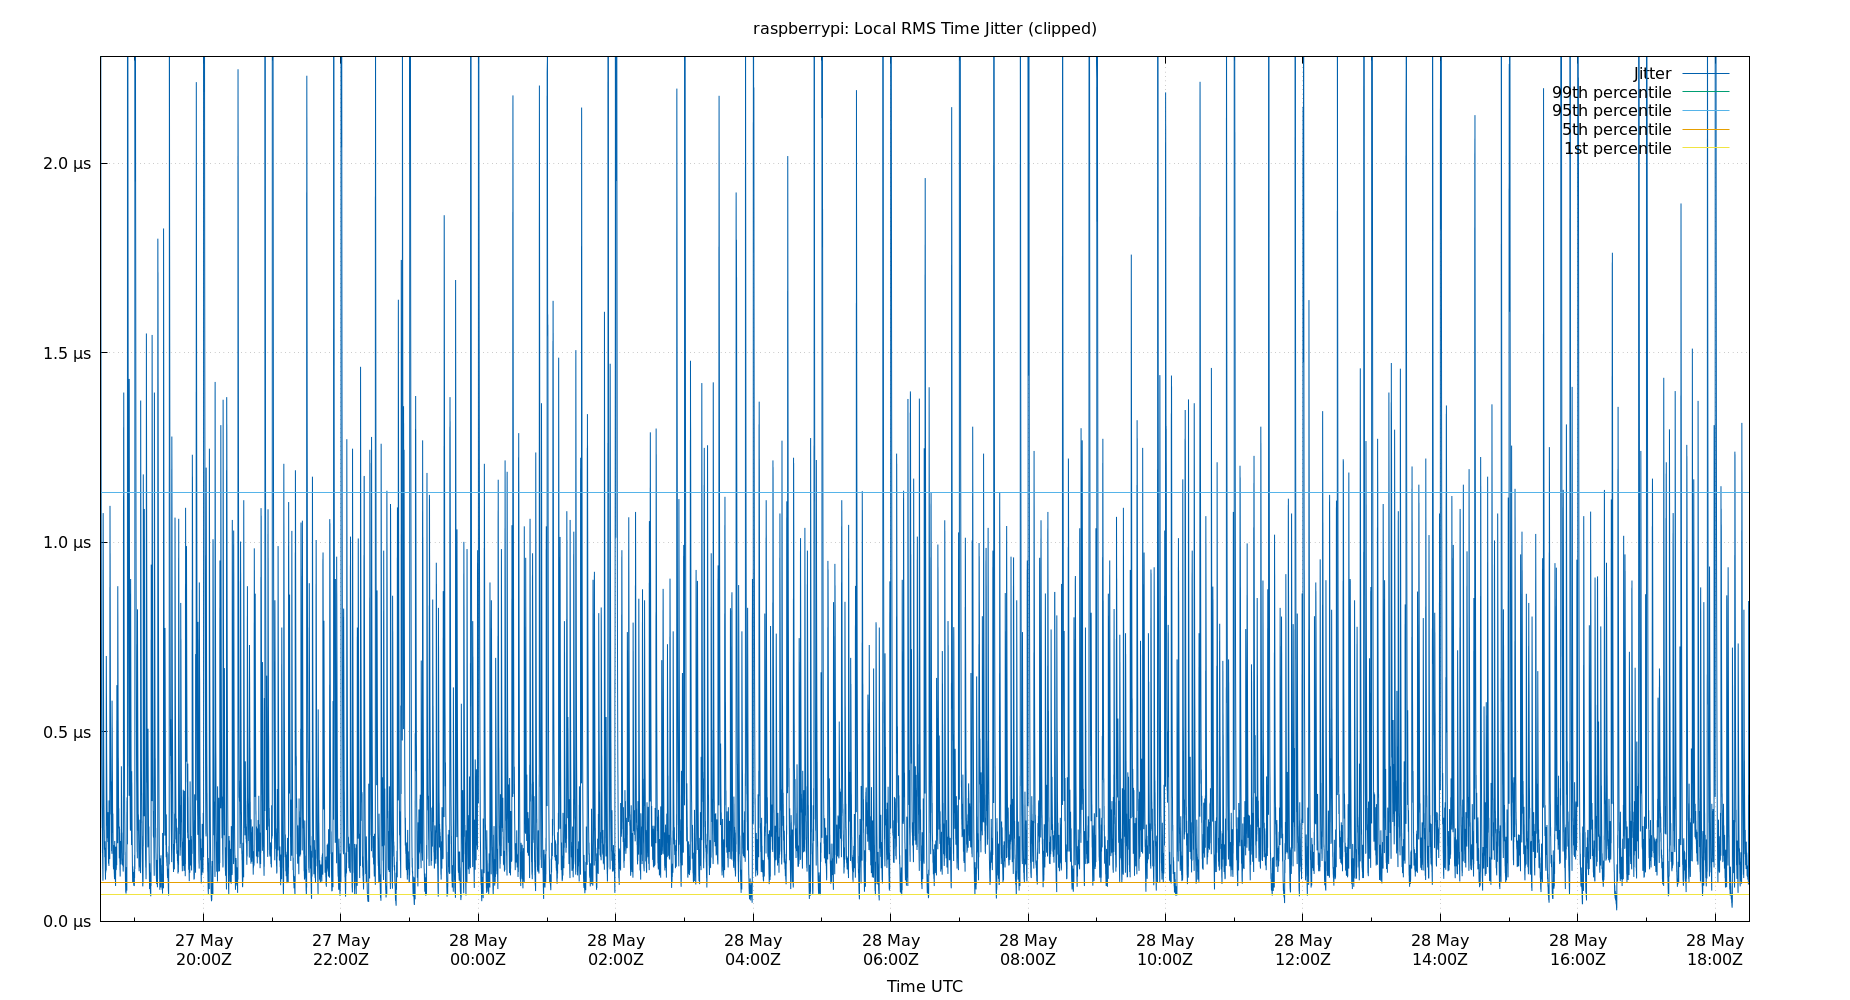 raspberrypi: Local RMS Time Jitter (clipped)
Jitter
99th percentile
95th percentile
5th percentile
1st percentile
2.0 µs
1.5 µs
1.0 µs
0.5 µs
0.0 µs
27 May 27 May 28 May 28 May 28 May 28 May 28 May 28 May 28 May 28 May 28 May 28 May
20:00Z 22:00Z 00:00Z 02:00Z 04:00Z 06:00Z 08:00Z 10:00Z 12:00Z 14:00Z 16:00Z 18:00Z
Time UTC